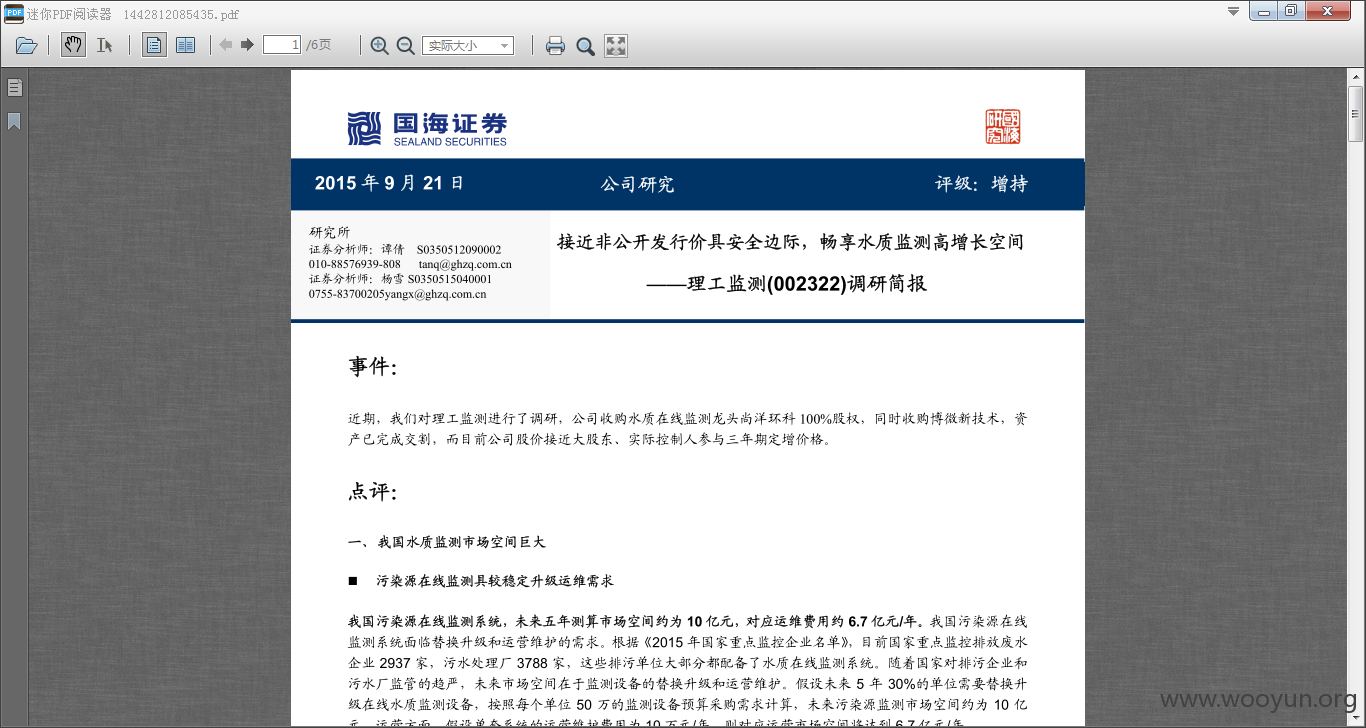 迷你PDF阅读器 1442812085435.pdf
1 /6页 实际大小
国海证券
SEALAND SECURITIES
2015 年 9 月 21 日 公司研究 评级：增持
研究所
证券分析师：谭倩 S0350512090002
010-88576939-808 tanq@ghzq.com.cn
证券分析师：杨雪 S0350515040001
0755-83700205yangx@ghzq.com.cn
接近非公开发行价具安全边际，畅享水质监测高增长空间
——理工监测(002322)调研简报
事件：
近期，我们对理工监测进行了调研，公司收购水质在线监测龙头尚洋环科 100%股权，同时收购博微新技术，资
产已完成交割，而目前公司股价接近大股东、实际控制人参与三年期定增价格。
点评：
一、我国水质监测市场空间巨大
■ 污染源在线监测具较稳定升级运维需求
我国污染源在线监测系统，未来五年测算市场空间约为 10 亿元，对应运维费用约 6.7 亿元/年。我国污染源在线
监测系统面临替换升级和运营维护的需求。根据《2015 年国家重点监控企业名单》，目前国家重点监控排放废水
企业 2937 家，污水处理厂 3788 家，这些排污单位大部分都配备了水质在线监测系统。随着国家对排污企业和
污水厂监管的趋严，未来市场空间在于监测设备的替换升级和运营维护。假设未来 5 年 30%的单位需要替换升
级在线水质监测设备，按照每个单位 50 万的监测设备预算采购需求计算，未来污染源监测市场空间约为 10 亿
元。运营方面，假设单套系统的运营维护费用为 10 万元/年，则对应运营市场空间将达到 6.7 亿元/年。
www.wooyun.org